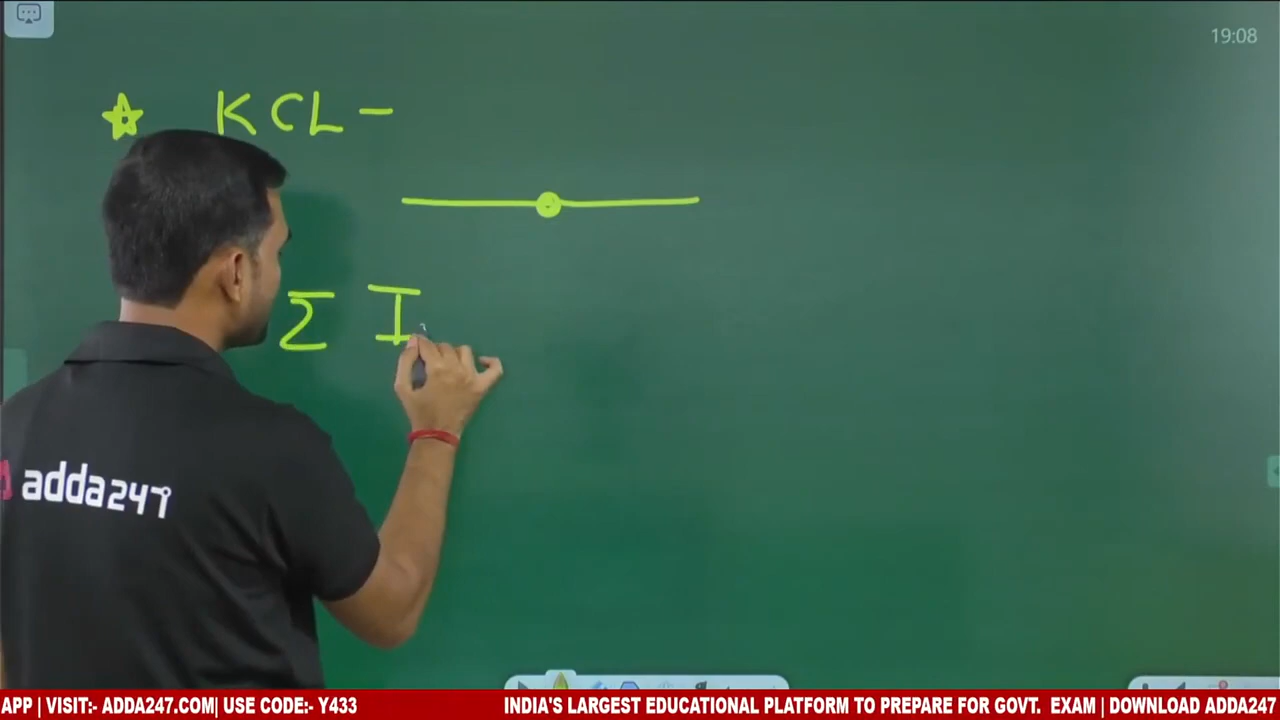 19:08
KCL -
Σ I
adda247
APP | VISIT:- ADDA247.COM| USE CODE:- Y433 INDIA'S LARGEST EDUCATIONAL PLATFORM TO PREPARE FOR GOVT. EXAM | DOWNLOAD ADDA247